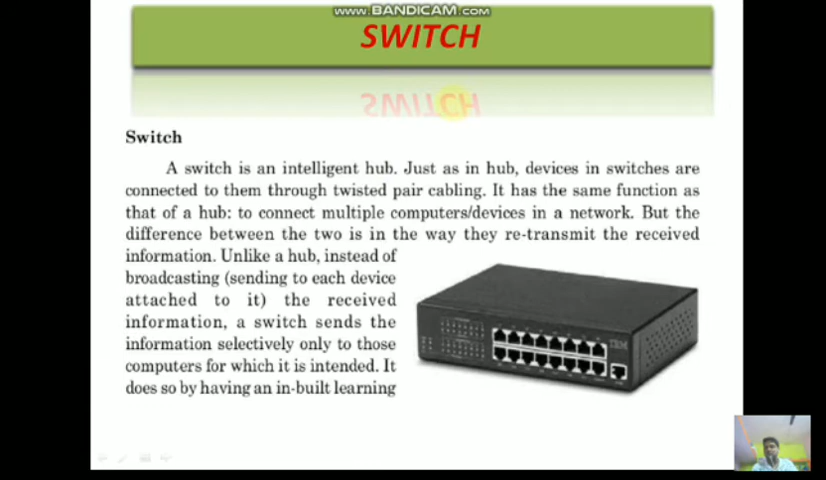 WWW.BANDICAM.COM
SWITCH
SWITCH
Switch
A switch is an intelligent hub. Just as in hub, devices in switches are
connected to them through twisted pair cabling. It has the same function as
that of a hub: to connect multiple computers/devices in a network. But the
difference between the two is in the way they re-transmit the received
information. Unlike a hub, instead of
broadcasting (sending to each device
attached to it) the received
information, a switch sends the
information selectively only to those
computers for which it is intended. It
does so by having an in-built learning
IBM